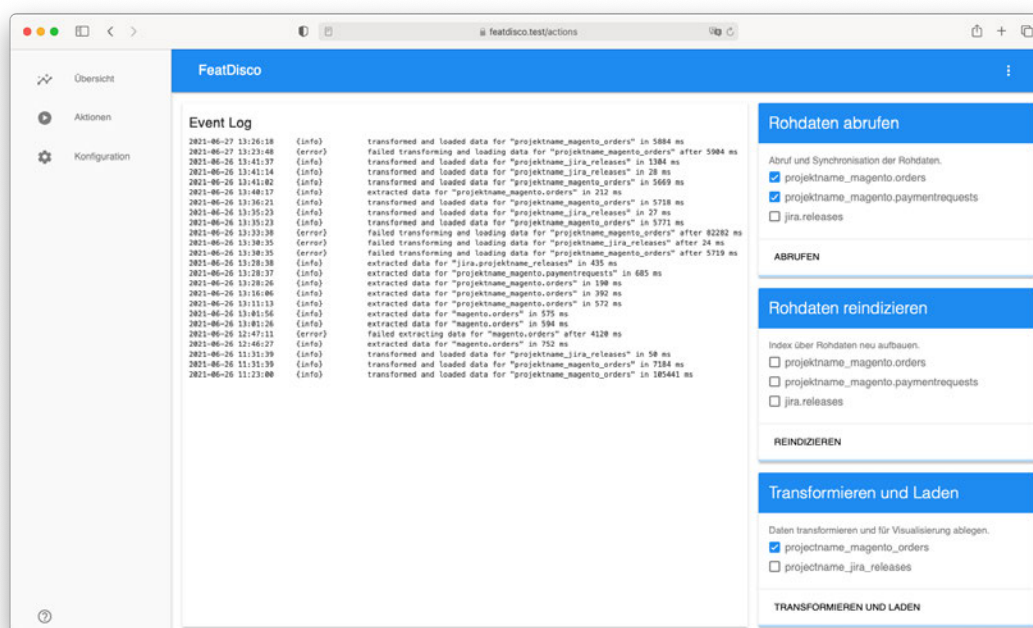 featdisco.test/actions
Übersicht
Aktionen
Konfiguration
FeatDisco
Event Log
2021-06-27 13:26:18 {info} transformed and loaded data for "projektname_magento_orders" in 5884 ms
2021-06-27 13:23:48 {error} failed transforming and loading data for "projektname_magento_orders" after 5904 ms
2021-06-26 13:41:37 {info} transformed and loaded data for "projektname_jira_releases" in 1304 ms
2021-06-26 13:41:14 {info} transformed and loaded data for "projektname_jira_releases" in 28 ms
2021-06-26 13:41:02 {info} transformed and loaded data for "projektname_magento_orders" in 5669 ms
2021-06-26 13:40:17 {info} extracted data for "projektname_magento.orders" in 212 ms
2021-06-26 13:36:21 {info} transformed and loaded data for "projektname_magento_orders" in 5718 ms
2021-06-26 13:35:23 {info} transformed and loaded data for "projektname_jira_releases" in 27 ms
2021-06-26 13:35:23 {info} transformed and loaded data for "projektname_magento_orders" in 5771 ms
2021-06-26 13:33:38 {error} failed transforming and loading data for "projektname_magento_orders" after 82282 ms
2021-06-26 13:30:35 {error} failed transforming and loading data for "projektname_jira_releases" after 24 ms
2021-06-26 13:30:35 {error} failed transforming and loading data for "projektname_magento_orders" after 5719 ms
2021-06-26 13:28:38 {info} extracted data for "jira.projektname_releases" in 435 ms
2021-06-26 13:28:37 {info} extracted data for "projektname_magento.paymentrequests" in 685 ms
2021-06-26 13:28:26 {info} extracted data for "projektname_magento.orders" in 190 ms
2021-06-26 13:16:06 {info} extracted data for "projektname_magento.orders" in 392 ms
2021-06-26 13:11:13 {info} extracted data for "projektname_magento.orders" in 572 ms
2021-06-26 13:01:56 {info} extracted data for "magento.orders" in 575 ms
2021-06-26 13:01:26 {info} extracted data for "magento.orders" in 594 ms
2021-06-26 12:47:11 {error} failed extracting data for "magento.orders" after 4120 ms
2021-06-26 12:46:27 {info} extracted data for "magento.orders" in 752 ms
2021-06-26 11:31:39 {info} transformed and loaded data for "projektname_jira_releases" in 50 ms
2021-06-26 11:31:39 {info} transformed and loaded data for "projektname_magento_orders" in 7184 ms
2021-06-26 11:23:00 {info} transformed and loaded data for "projektname_magento_orders" in 105441 ms
Rohdaten abrufen
Abruf und Synchronisation der Rohdaten.
projektname_magento.orders
projektname_magento.paymentrequests
jira.releases
ABRUFEN
Rohdaten reindizieren
Index über Rohdaten neu aufbauen.
projektname_magento.orders
projektname_magento.paymentrequests
jira.releases
REINDIZIEREN
Transformieren und Laden
Daten transformieren und für Visualisierung ablegen.
projectname_magento_orders
projectname_jira_releases
TRANSFORMIEREN UND LADEN